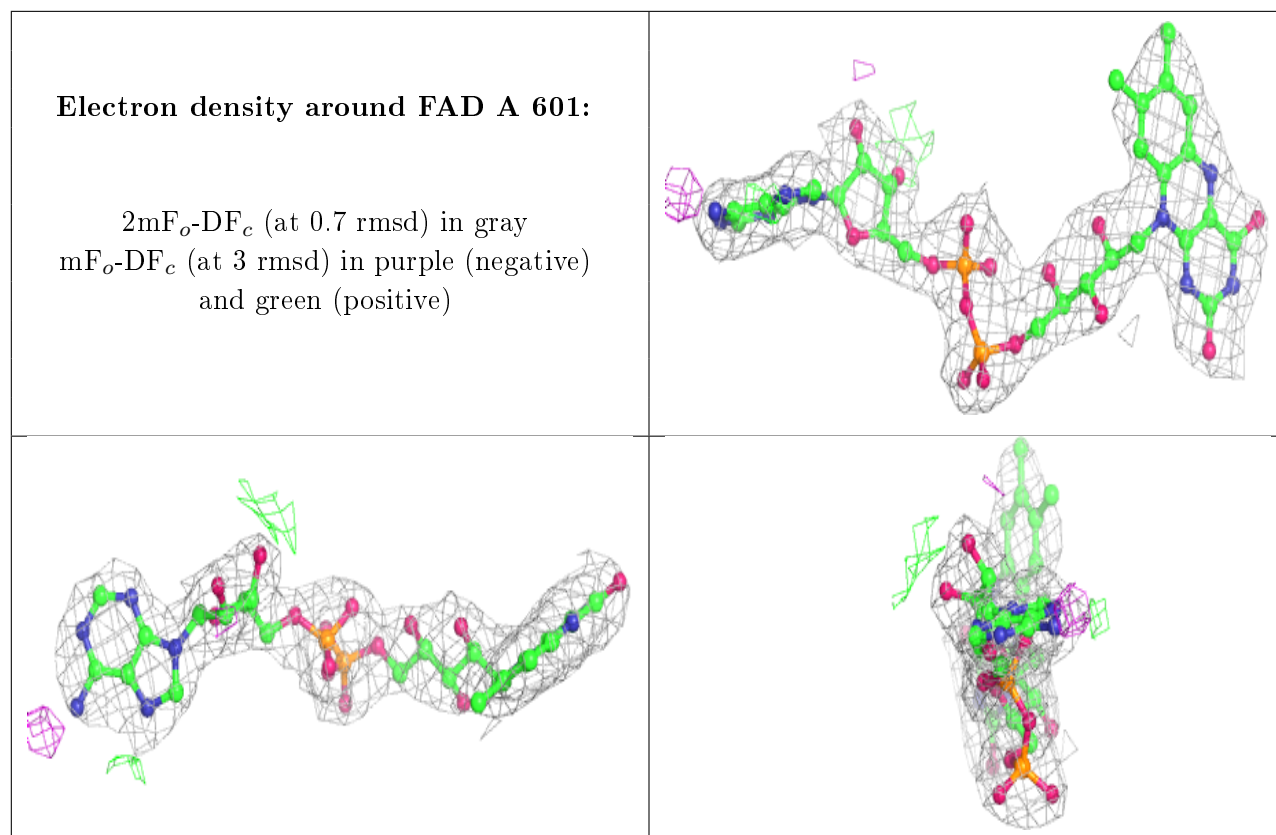 Electron density around FAD A 601:
2mFₒ-DF𝑐 (at 0.7 rmsd) in gray
mFₒ-DF𝑐 (at 3 rmsd) in purple (negative)
and green (positive)